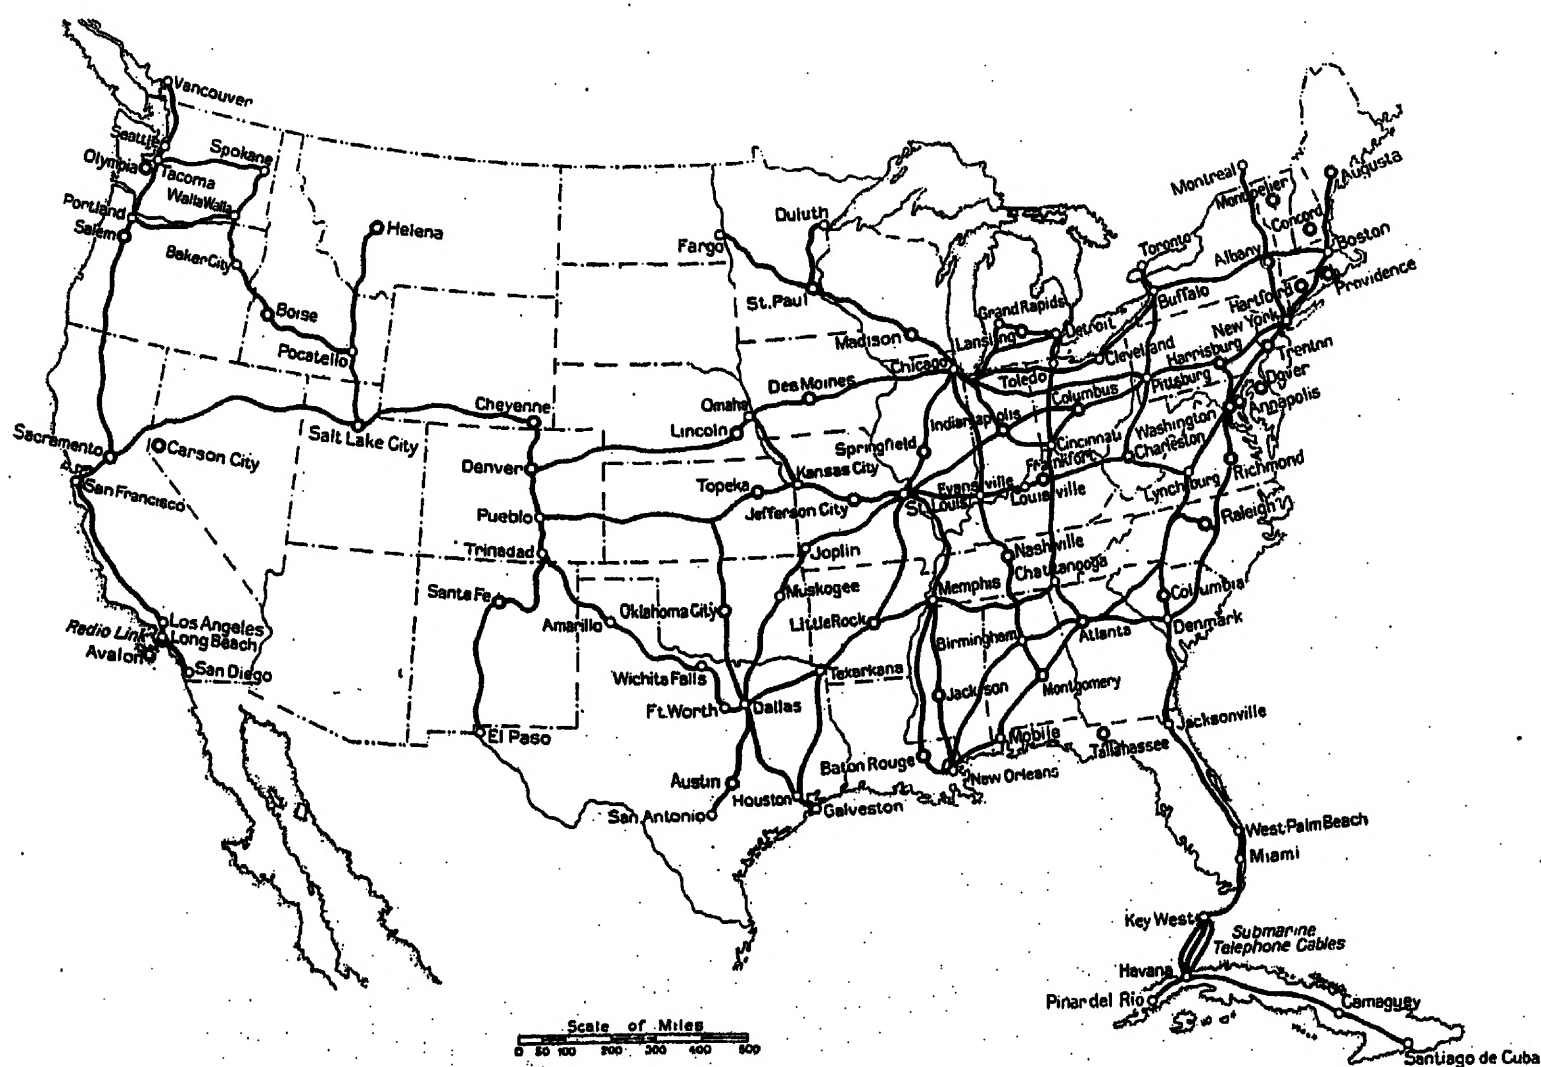 Vancouver
Seattle
Olympia
Tacoma
Spokane
Walla Walla
Portland
Salem
Baker City
Boise
Pocatello
Helena
Salt Lake City
Sacramento
Carson City
San Francisco
Los Angeles
Radio Link
Long Beach
Avalon
San Diego
Cheyenne
Denver
Pueblo
Trinadad
Santa Fe
Amarillo
El Paso
Wichita Falls
Ft. Worth
Dallas
Austin
San Antonio
Houston
Galveston
Fargo
Duluth
St. Paul
Madison
Chicago
Des Moines
Omaha
Lincoln
Kansas City
Topeka
Jefferson City
Springfield
St. Louis
Joplin
Muskogee
Oklahoma City
Little Rock
Texarkana
Memphis
Jackson
Baton Rouge
New Orleans
Mobile
Birmingham
Montgomery
Atlanta
Chattanooga
Nashville
Evansville
Louisville
Frankfort
Cincinnati
Indianapolis
Columbus
Toledo
Detroit
Lansing
Grand Rapids
Cleveland
Toronto
Buffalo
Pittsburg
Harrisburg
Charleston
Lynchburg
Washington
Annapolis
Dover
Trenton
New York
Hartford
Providence
Boston
Albany
Concord
Montpelier
Montreal
Augusta
Richmond
Raleigh
Columbia
Denmark
Jacksonville
Tallahassee
West Palm Beach
Miami
Key West
Submarine
Telephone Cables
Havana
Pinar del Rio
Camaguey
Santiago de Cuba
Scale of Miles
0 50 100 200 300 400 500